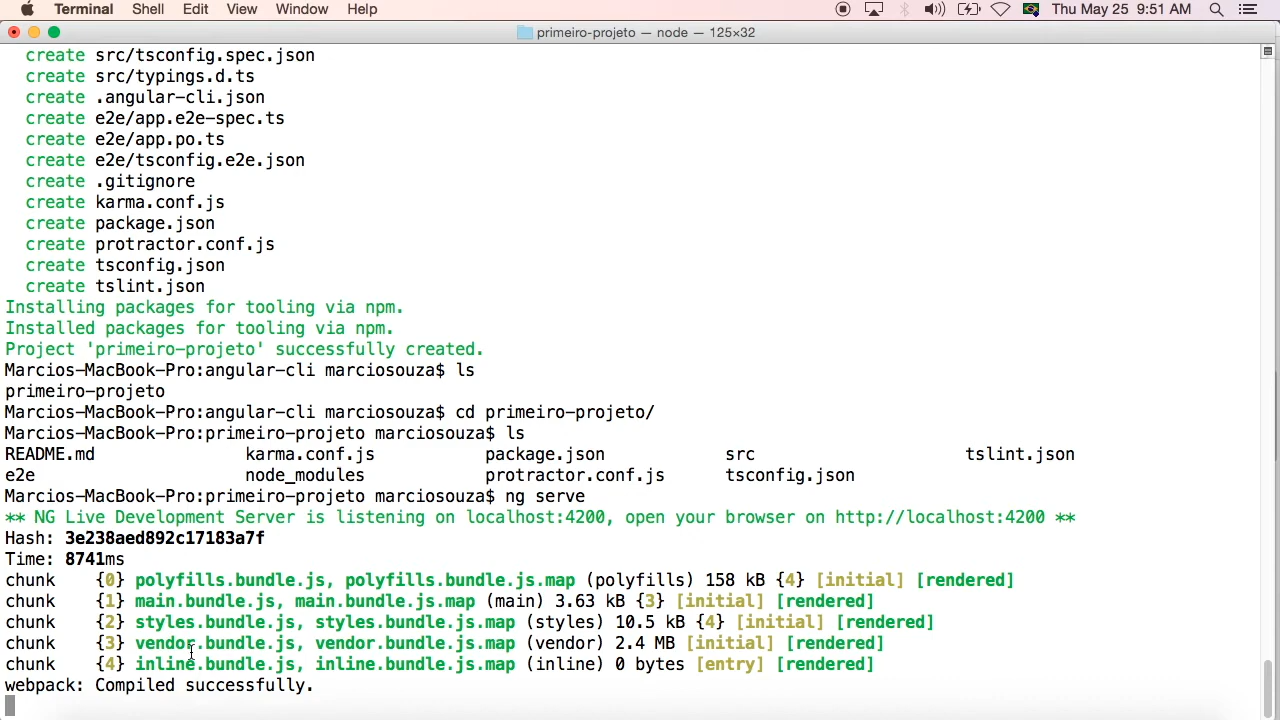 Terminal Shell Edit View Window Help Thu May 25 9:51 AM
primeiro-projeto — node — 125×32
create src/tsconfig.spec.json
create src/typings.d.ts
create .angular-cli.json
create e2e/app.e2e-spec.ts
create e2e/app.po.ts
create e2e/tsconfig.e2e.json
create .gitignore
create karma.conf.js
create package.json
create protractor.conf.js
create tsconfig.json
create tslint.json
Installing packages for tooling via npm.
Installed packages for tooling via npm.
Project 'primeiro-projeto' successfully created.
Marcios-MacBook-Pro:angular-cli marciosouza$ ls
primeiro-projeto
Marcios-MacBook-Pro:angular-cli marciosouza$ cd primeiro-projeto/
Marcios-MacBook-Pro:primeiro-projeto marciosouza$ ls
README.md karma.conf.js package.json src tslint.json
e2e node_modules protractor.conf.js tsconfig.json
Marcios-MacBook-Pro:primeiro-projeto marciosouza$ ng serve
** NG Live Development Server is listening on localhost:4200, open your browser on http://localhost:4200 **
Hash: 3e238aed892c17183a7f
Time: 8741ms
chunk {0} polyfills.bundle.js, polyfills.bundle.js.map (polyfills) 158 kB {4} [initial] [rendered]
chunk {1} main.bundle.js, main.bundle.js.map (main) 3.63 kB {3} [initial] [rendered]
chunk {2} styles.bundle.js, styles.bundle.js.map (styles) 10.5 kB {4} [initial] [rendered]
chunk {3} vendor.bundle.js, vendor.bundle.js.map (vendor) 2.4 MB [initial] [rendered]
chunk {4} inline.bundle.js, inline.bundle.js.map (inline) 0 bytes [entry] [rendered]
webpack: Compiled successfully.